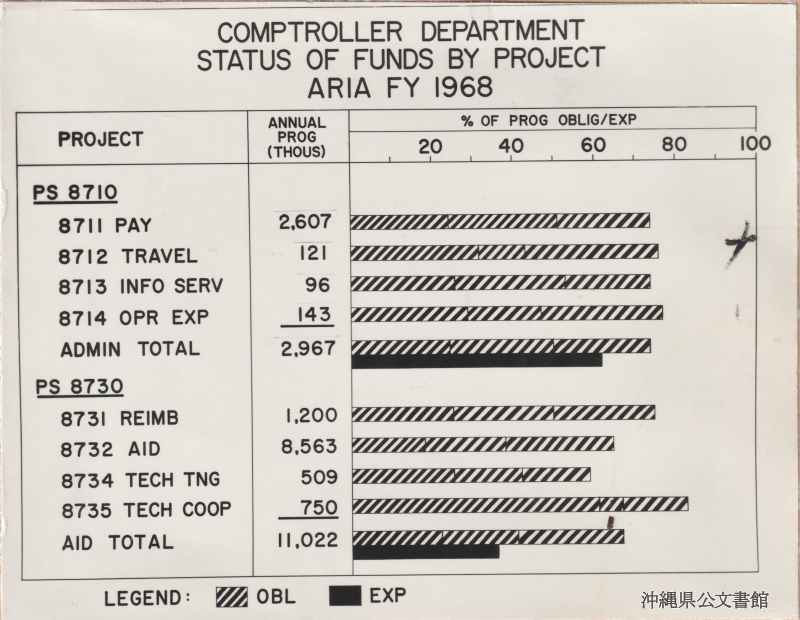 COMPTROLLER DEPARTMENT
STATUS OF FUNDS BY PROJECT
ARIA FY 1968
PROJECT
ANNUAL
PROG
(THOUS)
% OF PROG OBLIG/EXP
20 40 60 80 100
PS 8710
8711 PAY 2,607
8712 TRAVEL 121
8713 INFO SERV 96
8714 OPR EXP 143
ADMIN TOTAL 2,967
PS 8730
8731 REIMB 1,200
8732 AID 8,563
8734 TECH TNG 509
8735 TECH COOP 750
AID TOTAL 11,022
LEGEND: OBL EXP
沖縄県公文書館